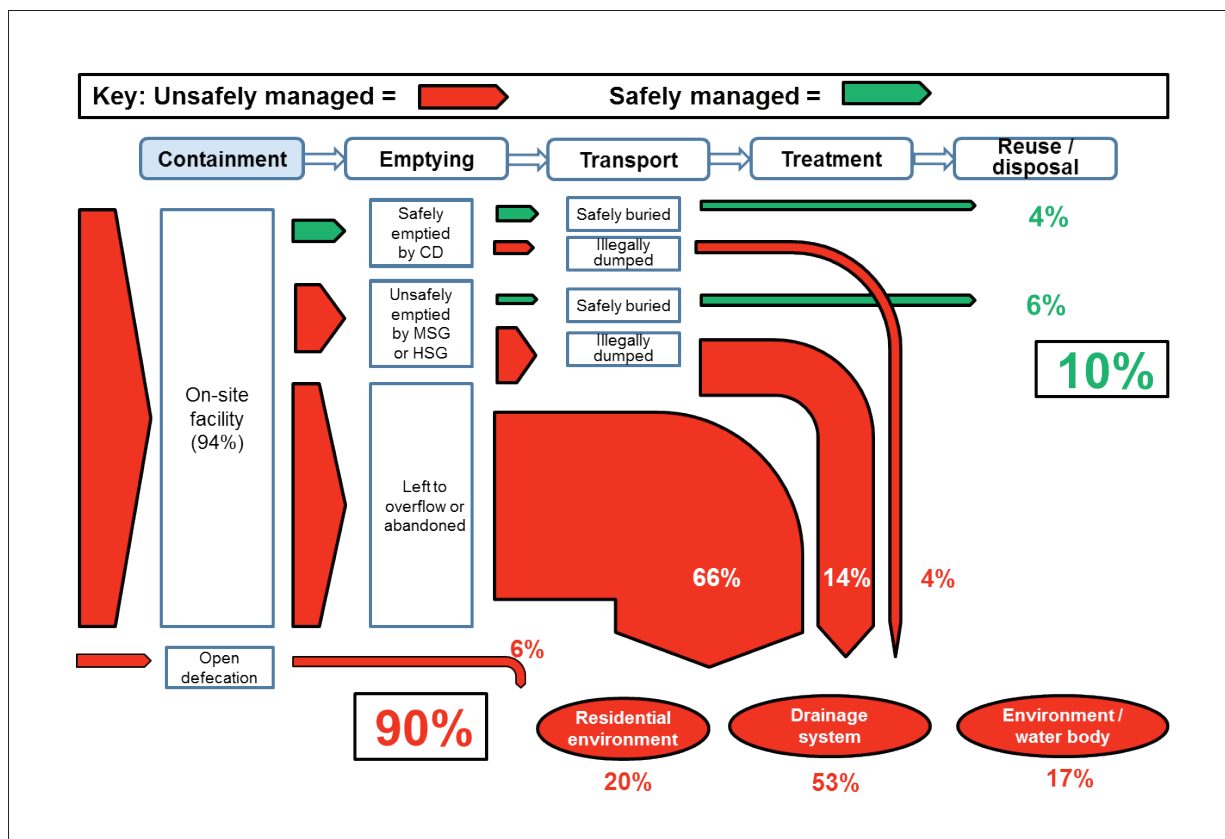 Key: Unsafely managed =
Safely managed =
Containment
Emptying
Transport
Treatment
Reuse /
disposal
Safely
emptied
by CD
Safely buried
4%
Illegally
dumped
Unsafely
emptied
by MSG
or HSG
Safely buried
6%
Illegally
dumped
10%
On-site
facility
(94%)
Left to
overflow or
abandoned
66%
14%
4%
Open
defecation
6%
90%
Residential
environment
20%
Drainage
system
53%
Environment /
water body
17%